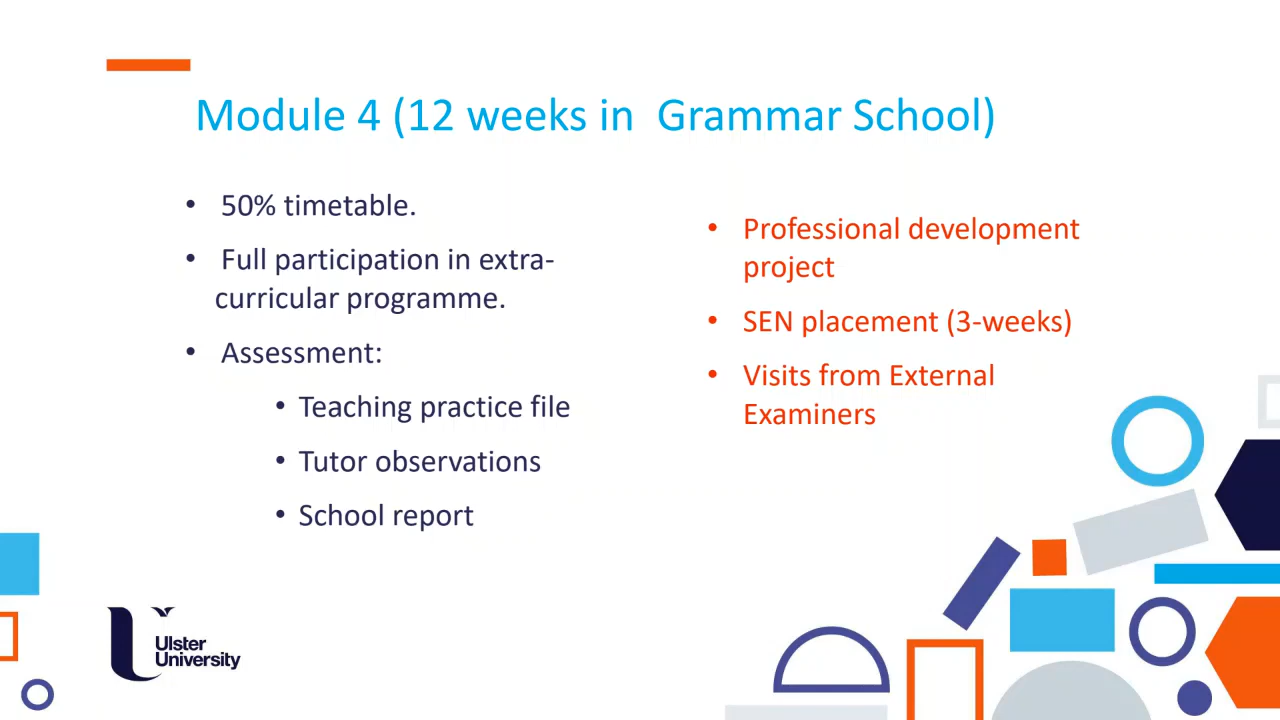 Module 4 (12 weeks in  Grammar School)
• 50% timetable.
• Full participation in extra-
curricular programme.
• Assessment:
• Teaching practice file
• Tutor observations
• School report
• Professional development
project
• SEN placement (3-weeks)
• Visits from External
Examiners
Ulster
University